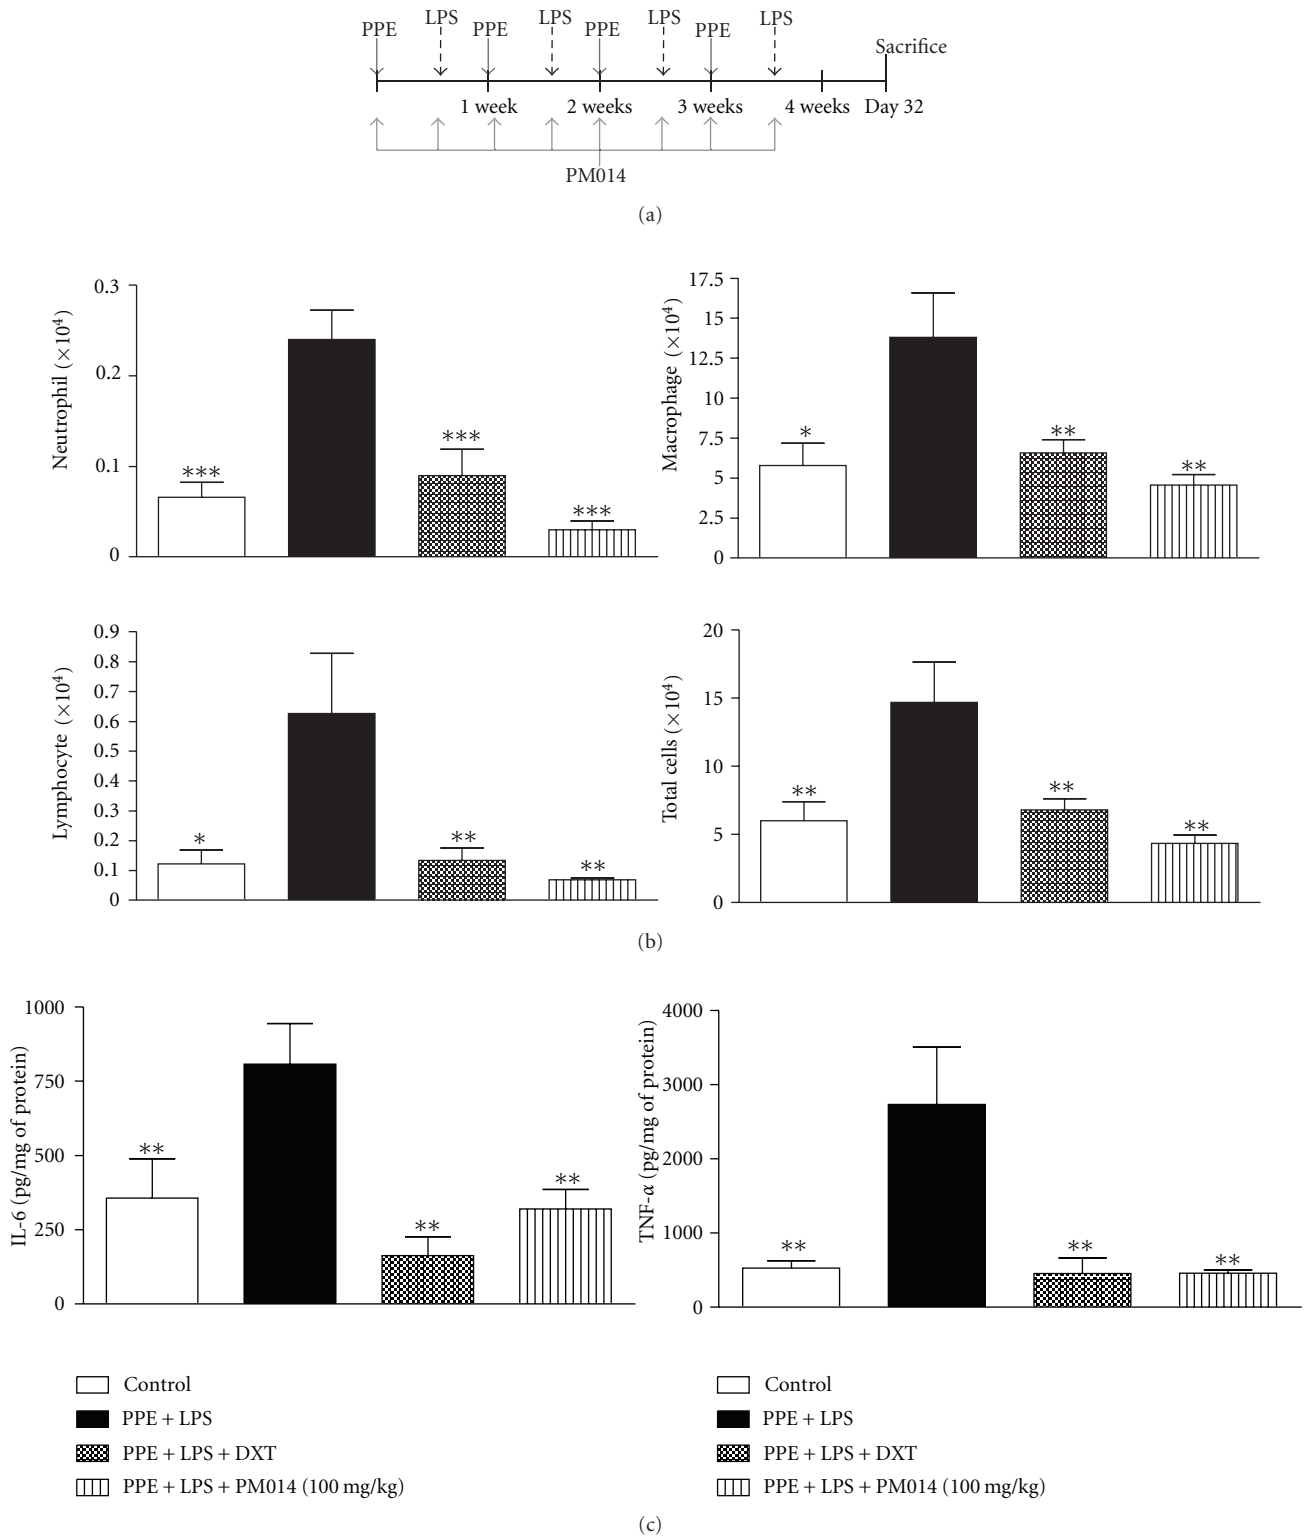 PPE LPS PPE LPS PPE LPS PPE LPS
Sacrifice
1 week 2 weeks 3 weeks 4 weeks Day 32
PM014
(a)
Neutrophil (×10⁴)
0.3
0.2
0.1
0
***
***
***
Macrophage (×10⁴)
17.5
15
12.5
10
7.5
5
2.5
0
*
**
**
Lymphocyte (×10⁴)
0.9
0.8
0.7
0.6
0.5
0.4
0.3
0.2
0.1
0
*
**
**
Total cells (×10⁴)
20
15
10
5
0
**
**
**
(b)
IL-6 (pg/mg of protein)
1000
750
500
250
0
**
**
**
TNF-α (pg/mg of protein)
4000
3000
2000
1000
0
**
**
**
Control
PPE + LPS
PPE + LPS + DXT
PPE + LPS + PM014 (100 mg/kg)
Control
PPE + LPS
PPE + LPS + DXT
PPE + LPS + PM014 (100 mg/kg)
(c)